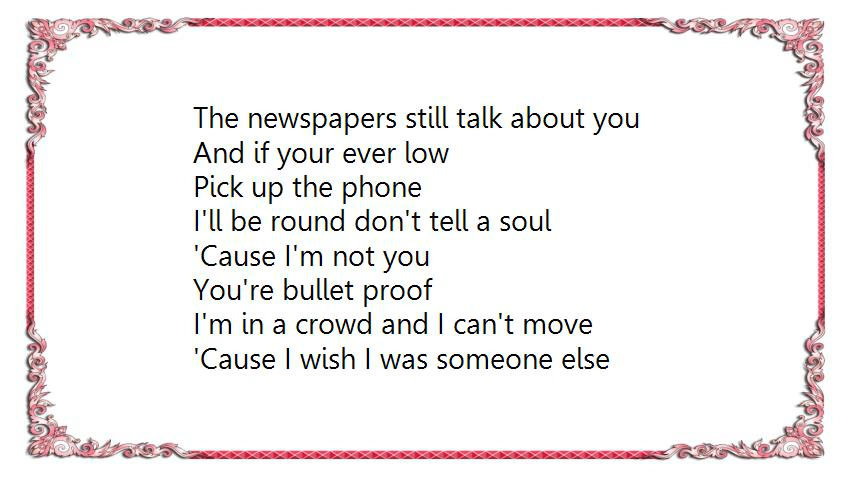 The newspapers still talk about you
And if your ever low
Pick up the phone
I'll be round don't tell a soul
'Cause I'm not you
You're bullet proof
I'm in a crowd and I can't move
'Cause I wish I was someone else